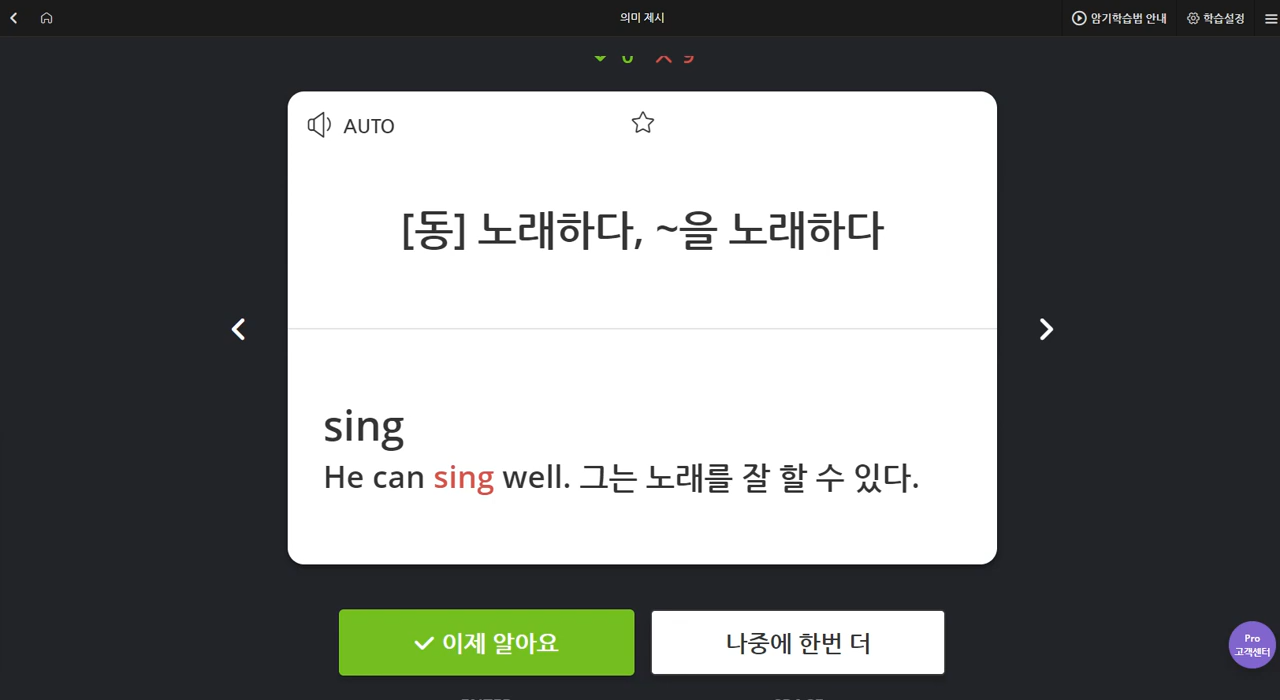 의미 제시
암기학습법 안내
학습설정
AUTO
[동] 노래하다, ~을 노래하다
sing
He can sing well. 그는 노래를 잘 할 수 있다.
이제 알아요
나중에 한번 더
Pro
고객센터